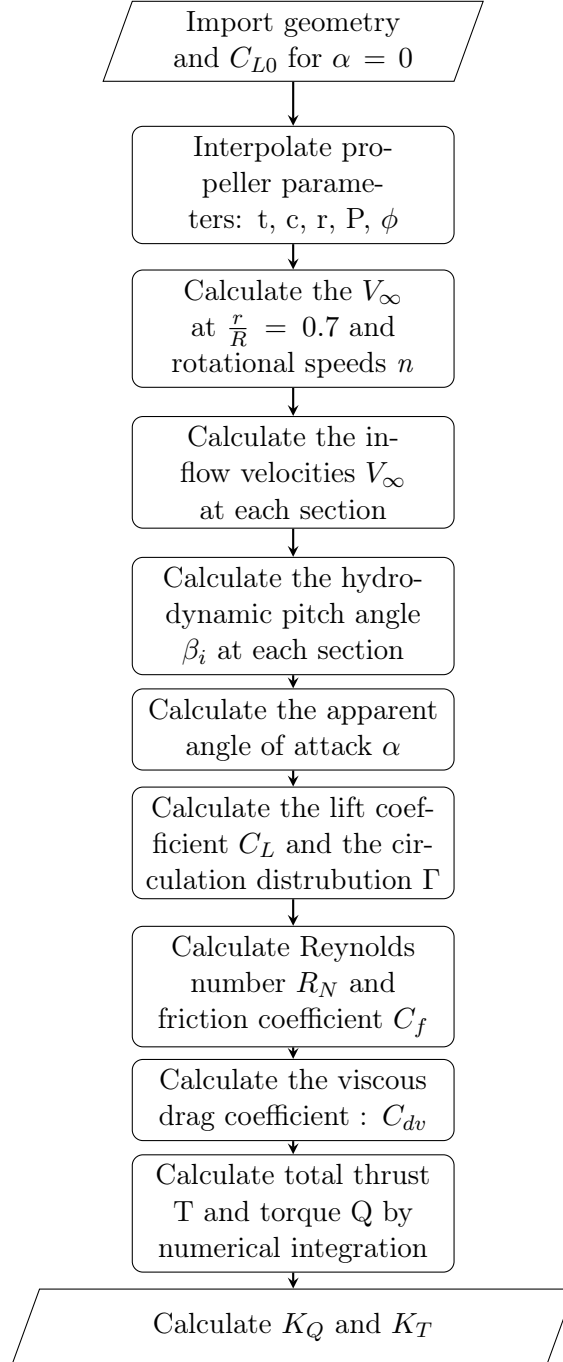 Import geometry
and C_{L0} for α = 0
Interpolate pro-
peller parame-
ters: t, c, r, P, ϕ
Calculate the V_∞
at \frac{r}{R} = 0.7 and
rotational speeds n
Calculate the in-
flow velocities V_∞
at each section
Calculate the hydro-
dynamic pitch angle
β_i at each section
Calculate the apparent
angle of attack α
Calculate the lift coef-
ficient C_L and the cir-
culation distrubution Γ
Calculate Reynolds
number R_N and
friction coefficient C_f
Calculate the viscous
drag coefficient : C_{dv}
Calculate total thrust
T and torque Q by
numerical integration
Calculate K_Q and K_T